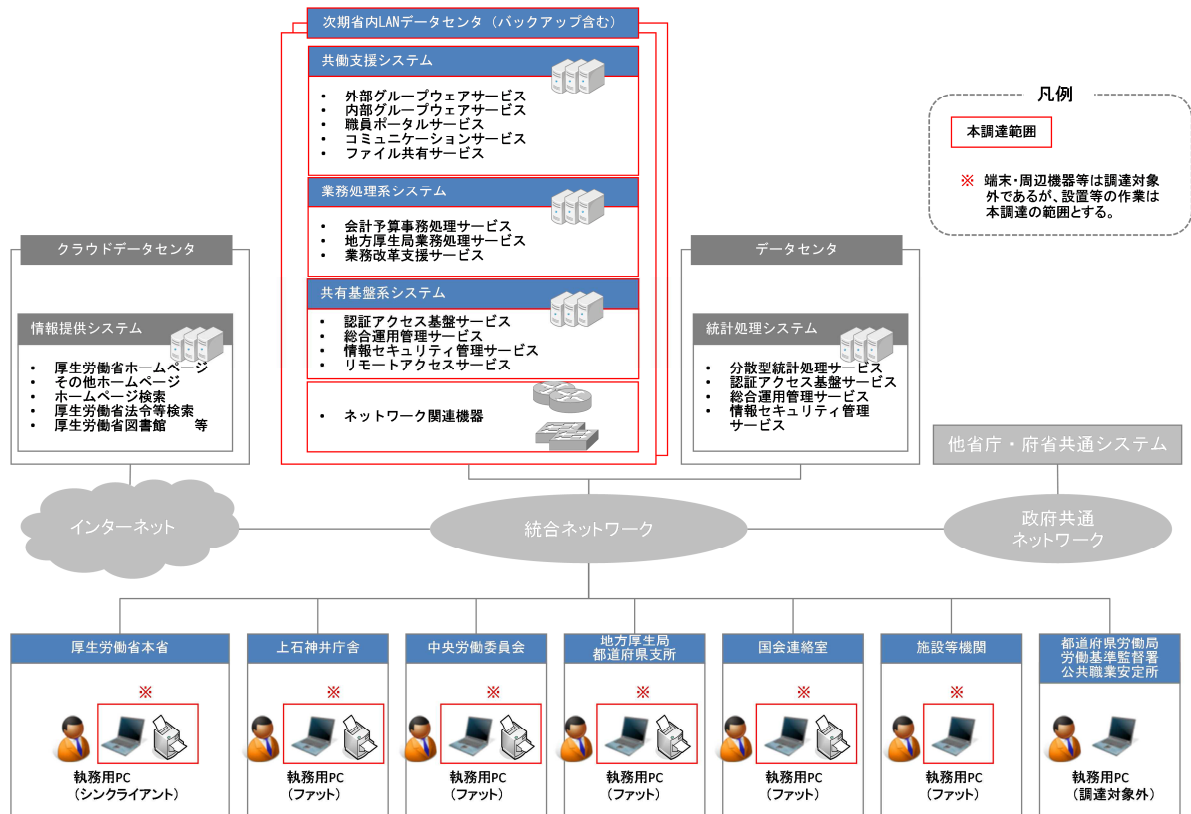 次期省内LANデータセンタ（バックアップ含む）
共働支援システム
・ 外部グループウェアサービス
・ 内部グループウェアサービス
・ 職員ポータルサービス
・ コミュニケーションサービス
・ ファイル共有サービス
業務処理系システム
・ 会計予算事務処理サービス
・ 地方厚生局業務処理サービス
・ 業務改革支援サービス
共有基盤系システム
・ 認証アクセス基盤サービス
・ 総合運用管理サービス
・ 情報セキュリティ管理サービス
・ リモートアクセスサービス
・ ネットワーク関連機器
凡例
本調達範囲
※ 端末・周辺機器等は調達対象
外であるが、設置等の作業は
本調達の範囲とする。
クラウドデータセンタ
情報提供システム
・ 厚生労働省ホームページ
・ その他ホームページ
・ ホームページ検索
・ 厚生労働省法令等検索
・ 厚生労働省図書館 等
データセンタ
統計処理システム
・ 分散型統計処理サービス
・ 認証アクセス基盤サービス
・ 総合運用管理サービス
・ 情報セキュリティ管理
サービス
他省庁・府省共通システム
インターネット
統合ネットワーク
政府共通
ネットワーク
厚生労働省本省
※
執務用PC
（シンクライアント）
上石神井庁舎
※
執務用PC
（ファット）
中央労働委員会
※
執務用PC
（ファット）
地方厚生局
都道府県支所
※
執務用PC
（ファット）
国会連絡室
※
執務用PC
（ファット）
施設等機関
※
執務用PC
（ファット）
都道府県労働局
労働基準監督署
公共職業安定所
執務用PC
（調達対象外）